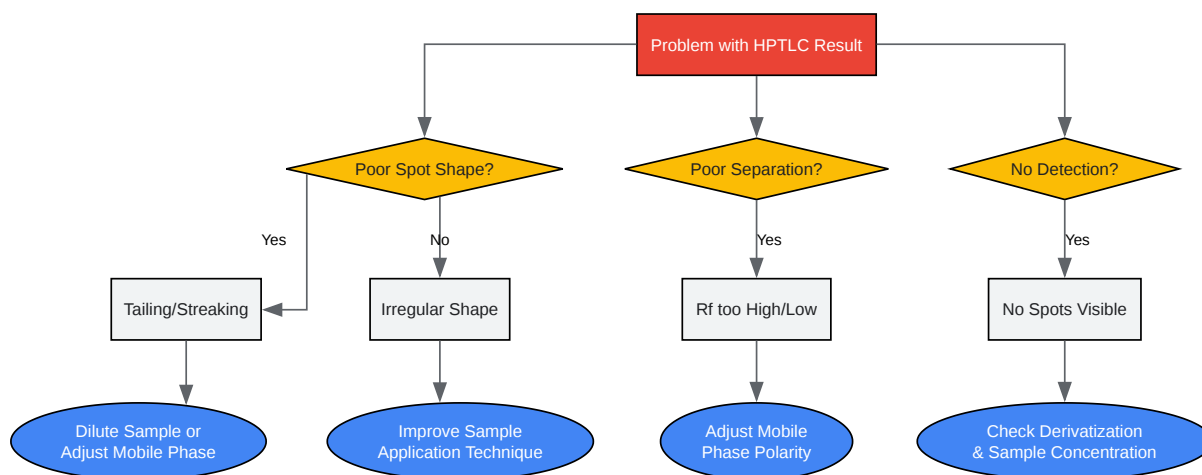 Problem with HPTLC Result
Poor Spot Shape?
Poor Separation?
No Detection?
Yes
No
Yes
Yes
Tailing/Streaking
Irregular Shape
Rf too High/Low
No Spots Visible
Dilute Sample or
Adjust Mobile Phase
Improve Sample
Application Technique
Adjust Mobile
Phase Polarity
Check Derivatization
& Sample Concentration